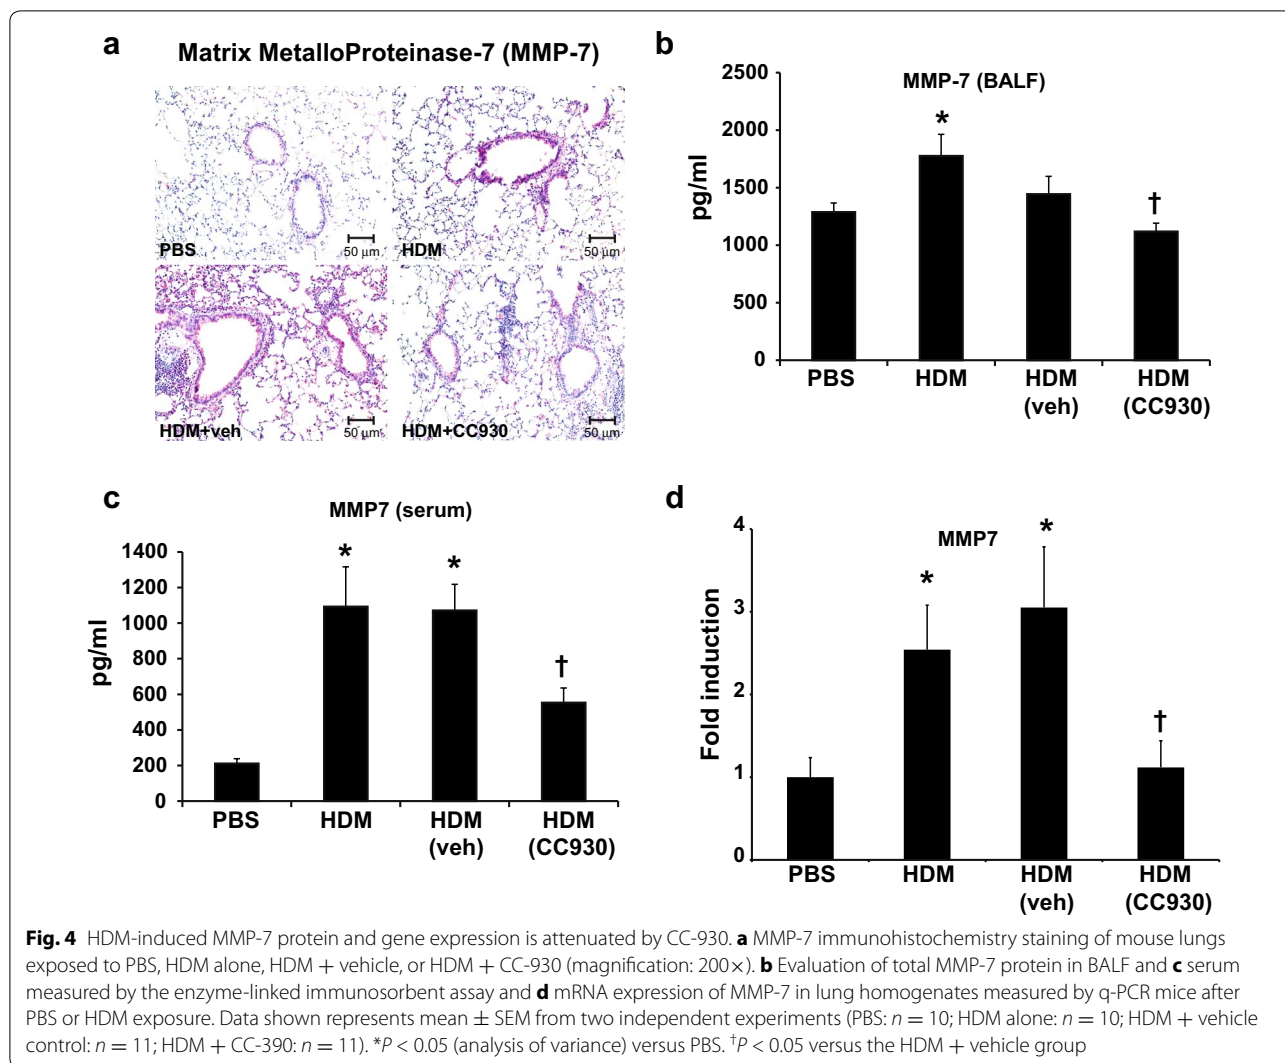 a
Matrix MetalloProteinase-7 (MMP-7)
PBS
50 µm
HDM
50 µm
HDM+veh
50 µm
HDM+CC930
50 µm
b
MMP-7 (BALF)
pg/ml
2500
2000
1500
1000
500
0
*
†
PBS
HDM
HDM
(veh)
HDM
(CC930)
c
MMP7 (serum)
pg/ml
1400
1200
1000
800
600
400
200
0
*
*
†
PBS
HDM
HDM
(veh)
HDM
(CC930)
d
MMP7
Fold induction
4
3
2
1
0
*
*
†
PBS
HDM
HDM
(veh)
HDM
(CC930)
Fig. 4 HDM-induced MMP-7 protein and gene expression is attenuated by CC-930. a MMP-7 immunohistochemistry staining of mouse lungs
exposed to PBS, HDM alone, HDM + vehicle, or HDM + CC-930 (magnification: 200×). b Evaluation of total MMP-7 protein in BALF and c serum
measured by the enzyme-linked immunosorbent assay and d mRNA expression of MMP-7 in lung homogenates measured by q-PCR mice after
PBS or HDM exposure. Data shown represents mean ± SEM from two independent experiments (PBS: n = 10; HDM alone: n = 10; HDM + vehicle
control: n = 11; HDM + CC-390: n = 11). *P < 0.05 (analysis of variance) versus PBS. †P < 0.05 versus the HDM + vehicle group